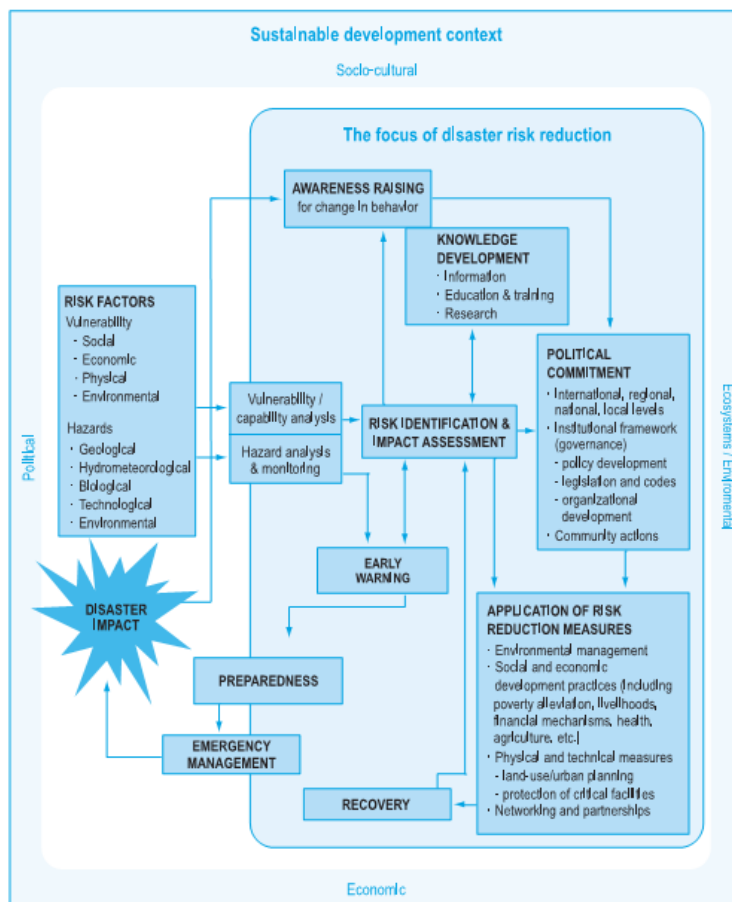 Sustainable development context
Socio-cultural
The focus of disaster risk reduction
AWARENESS RAISING
for change in behavior
KNOWLEDGE
DEVELOPMENT
· Information
· Education & training
· Research
RISK FACTORS
Vulnerability
- Social
- Economic
- Physical
- Environmental
Hazards
· Geological
· Hydrometeorological
· Biological
· Technological
· Environmental
Vulnerability /
capability analysis
Hazard analysis
& monitoring
RISK IDENTIFICATION &
IMPACT ASSESSMENT
POLITICAL
COMMITMENT
· International, regional,
national, local levels
· Institutional framework
(governance)
- policy development
- legislation and codes
- organizational
development
· Community actions
Political
Ecosystems / Enviromental
EARLY
WARNING
DISASTER
IMPACT
PREPAREDNESS
EMERGENCY
MANAGEMENT
APPLICATION OF RISK
REDUCTION MEASURES
· Environmental management
· Social and economic
development practices (including
poverty alleviation, livelihoods,
financial mechanisms, health,
agriculture, etc.)
· Physical and technical measures
- land-use/urban planning
- protection of critical facilities
· Networking and partnerships
RECOVERY
Economic